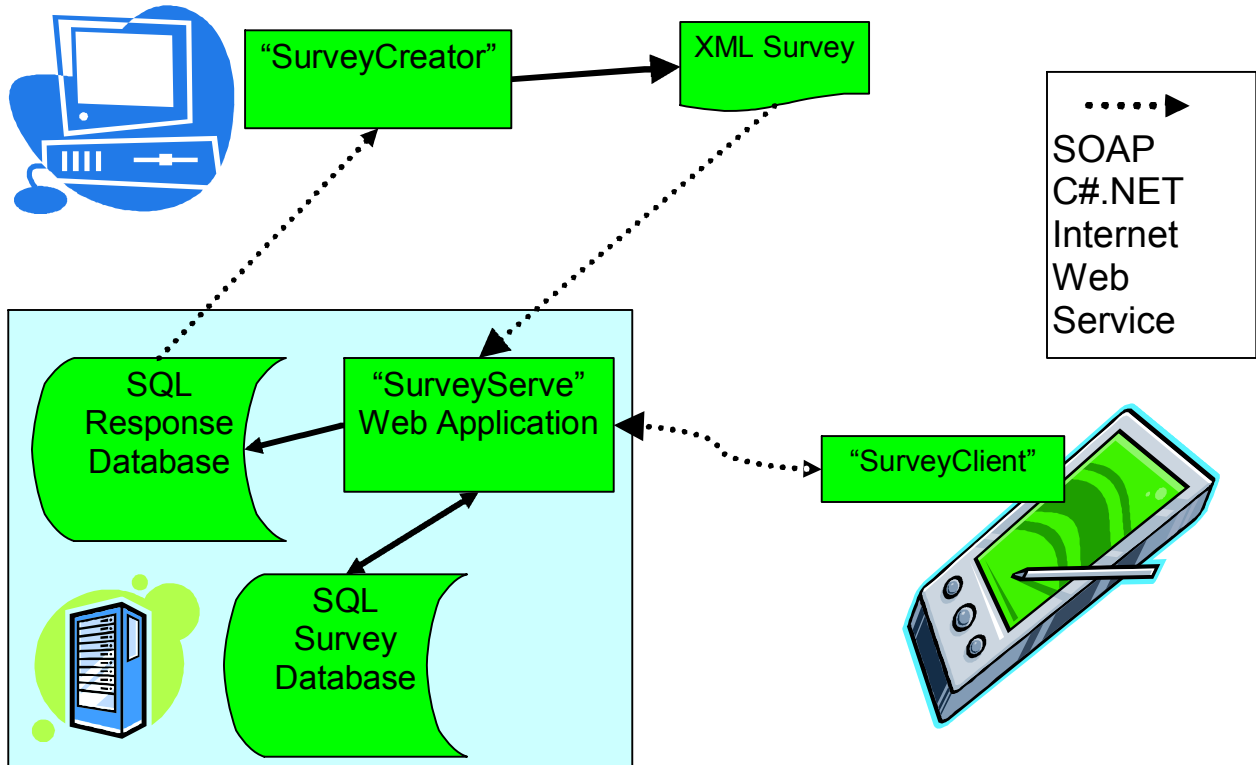 “SurveyCreator”
XML Survey
SOAP
C#.NET
Internet
Web
Service
SQL
Response
Database
“SurveyServe”
Web Application
“SurveyClient”
SQL
Survey
Database